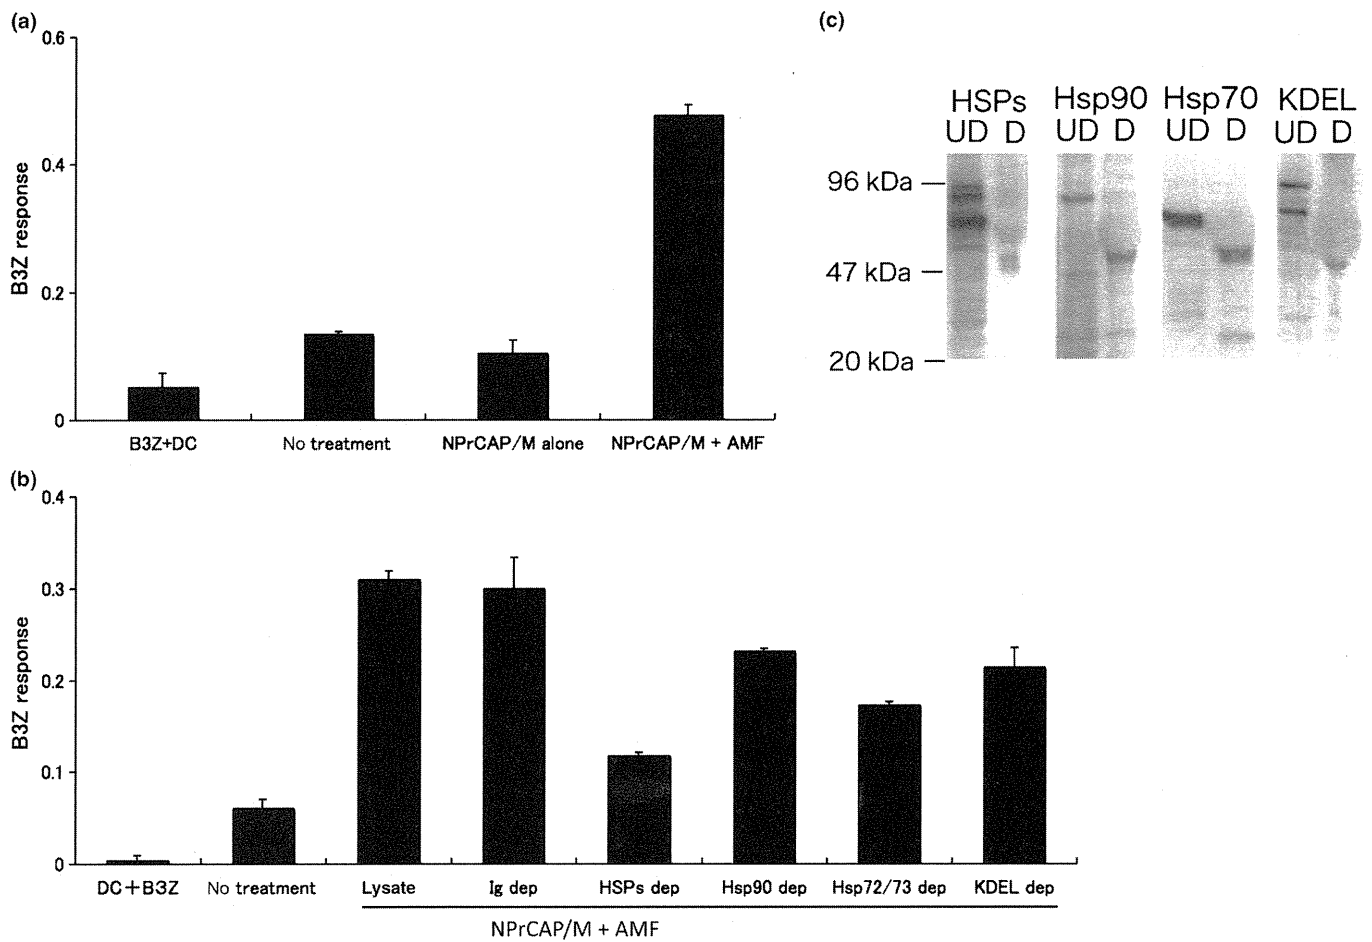 (a)
0.6
0.4
0.2
0
B3Z response
B3Z+DC
No treatment
NPrCAP/M alone
NPrCAP/M + AMF
(b)
0.4
0.3
0.2
0.1
0
B3Z response
DC+B3Z
No treatment
Lysate
Ig dep
HSPs dep
Hsp90 dep
Hsp72/73 dep
KDEL dep
NPrCAP/M + AMF
(c)
HSPs Hsp90 Hsp70 KDEL
UD D UD D UD D UD D
96 kDa
47 kDa
20 kDa